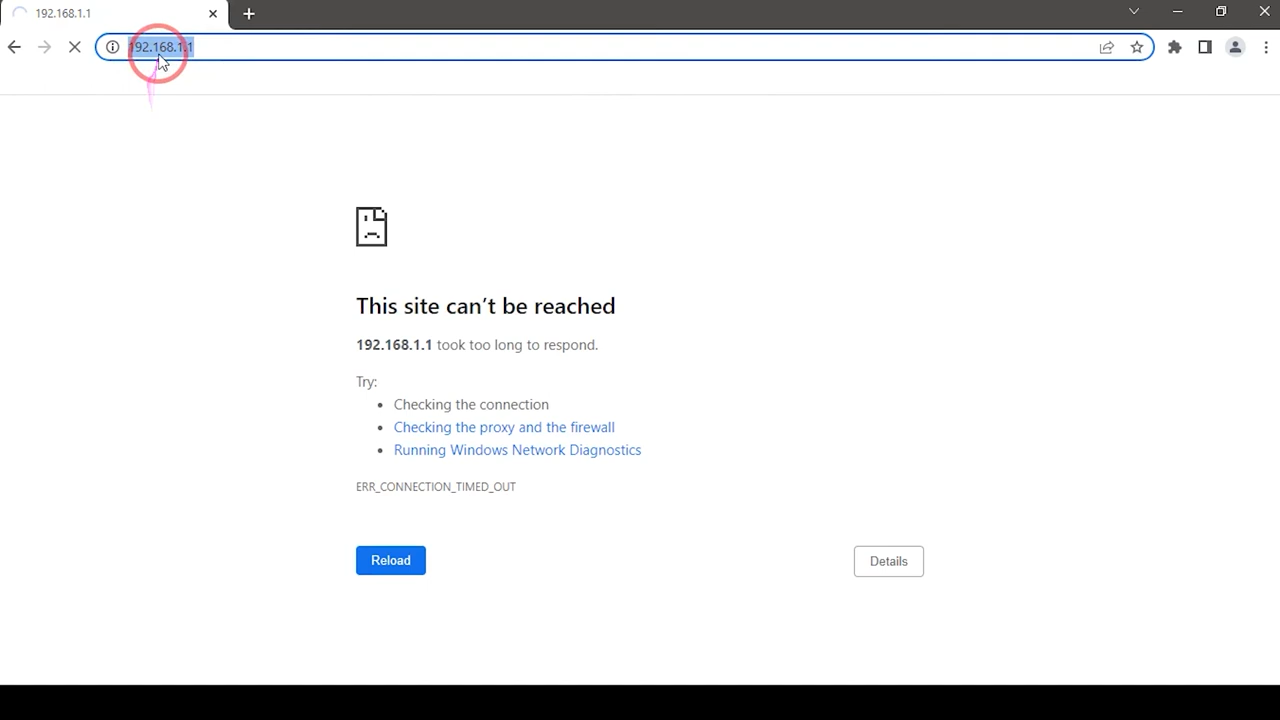 192.168.1.1
192.168.1.1
This site can't be reached
192.168.1.1 took too long to respond.
Try:
• Checking the connection
• Checking the proxy and the firewall
• Running Windows Network Diagnostics
ERR_CONNECTION_TIMED_OUT
Reload
Details